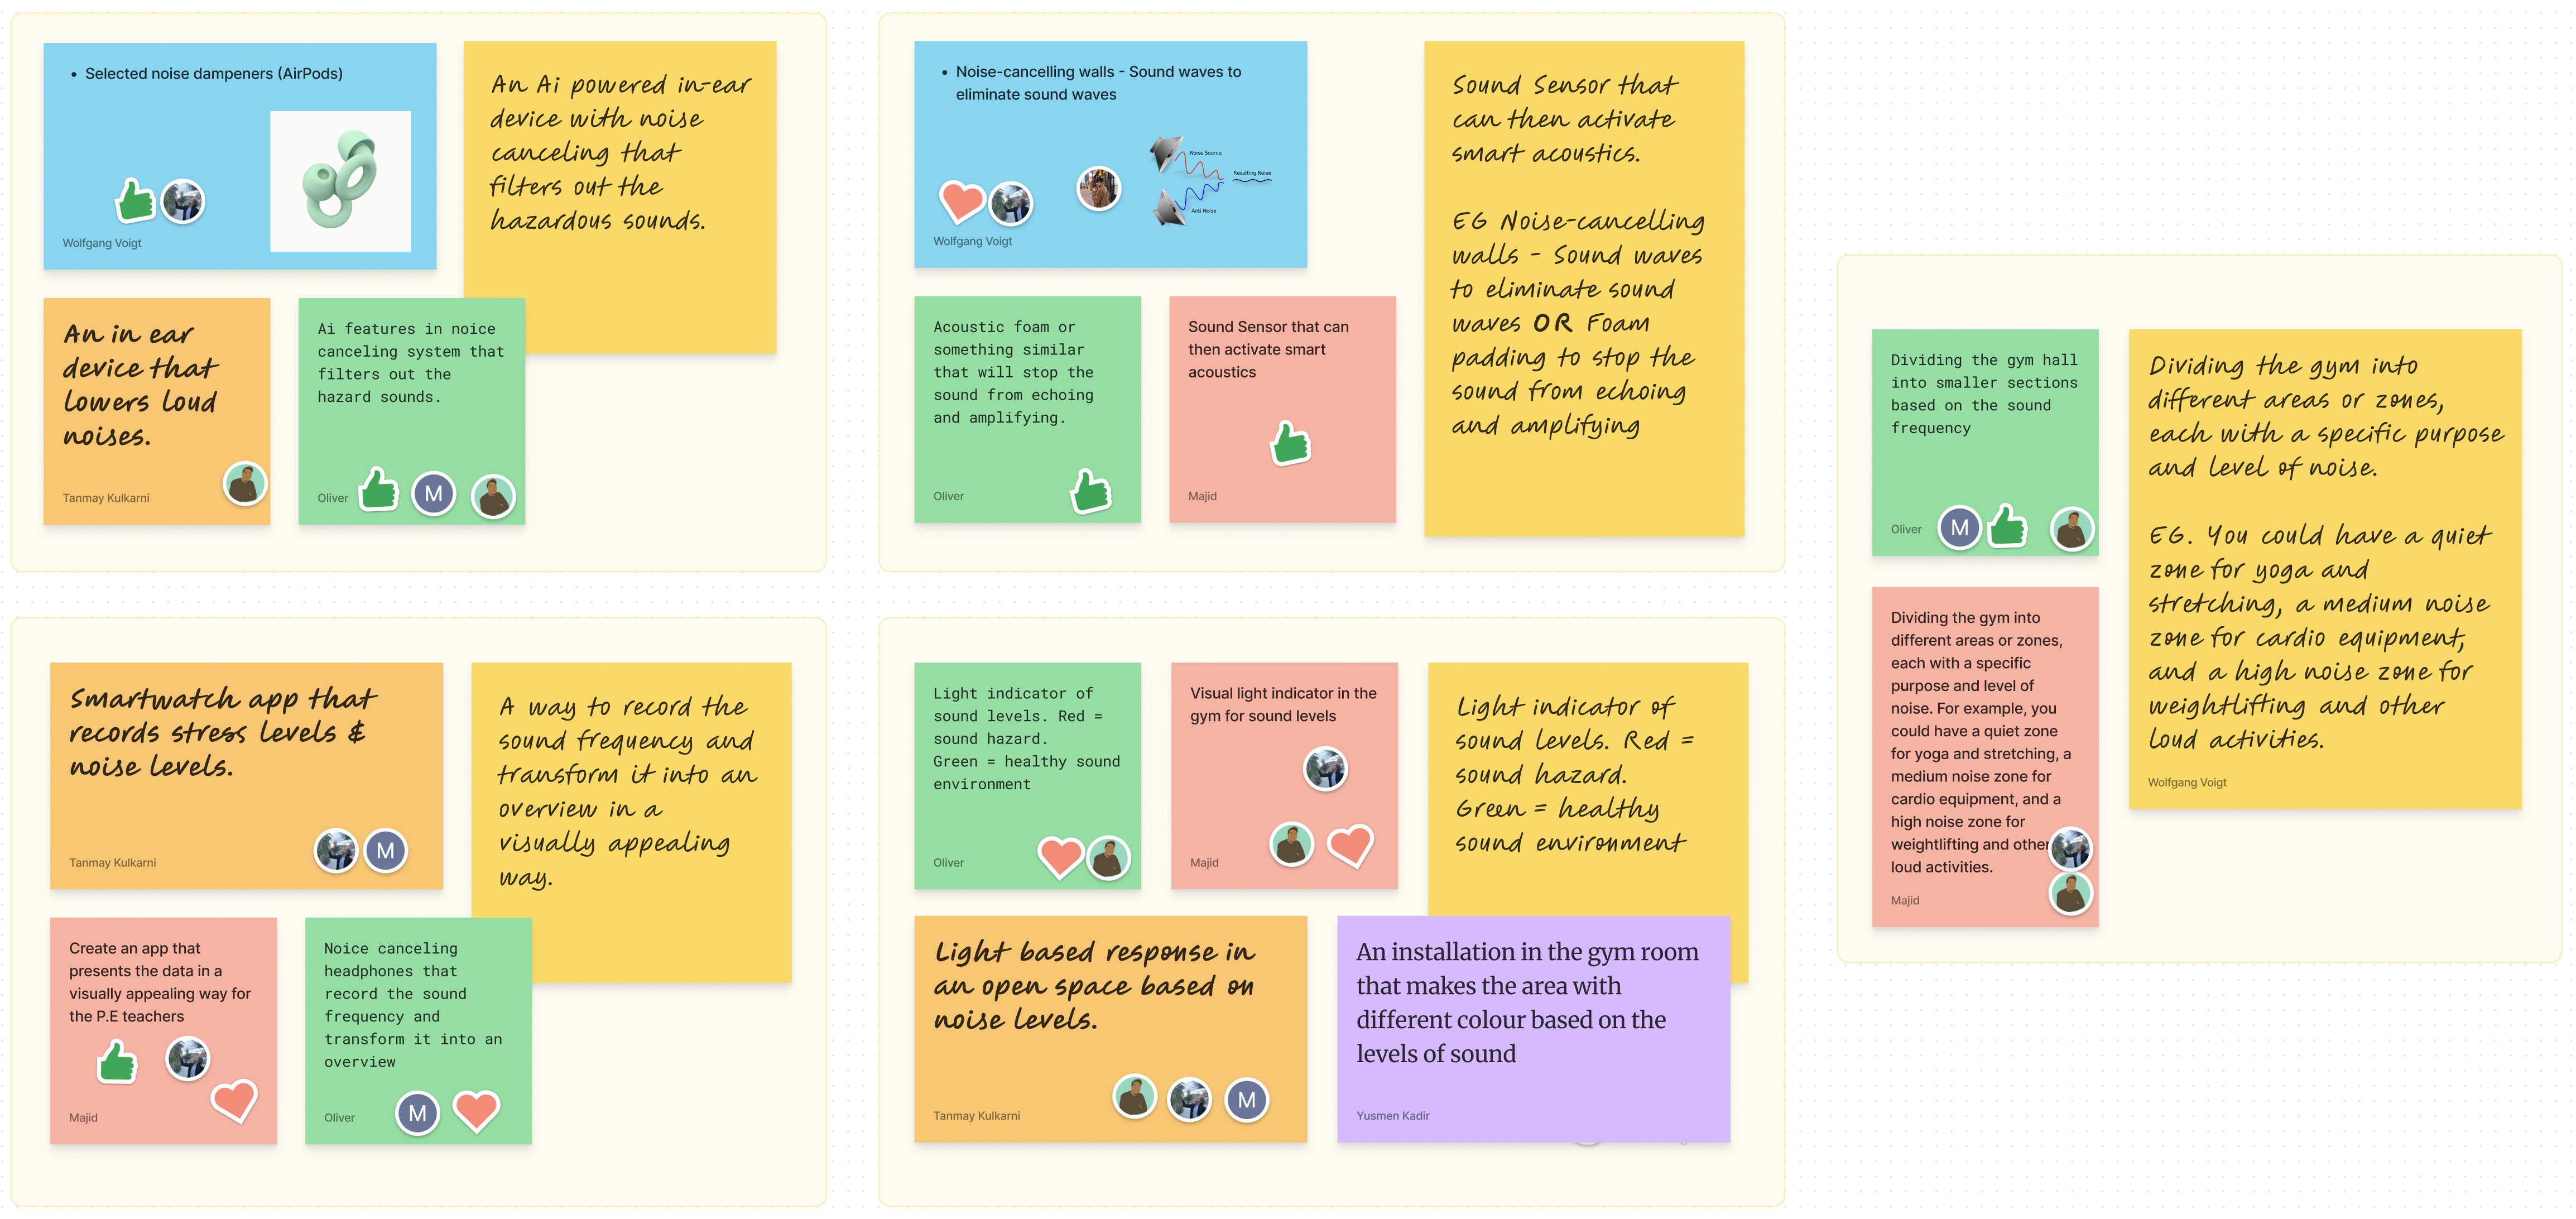 Selected noise dampeners (AirPods)
Wolfgang Voigt
An Ai powered in-ear
device with noise
canceling that
filters out the
hazardous sounds.
An in ear
device that
lowers loud
noises.
Tanmay Kulkarni
Ai features in noice
canceling system that
filters out the
hazard sounds.
Oliver
M
Noise-cancelling walls - Sound waves to
eliminate sound waves
Noise Source
Resulting Noise
Anti Noise
Wolfgang Voigt
Acoustic foam or
something similar
that will stop the
sound from echoing
and amplifying.
Oliver
Sound Sensor that can
then activate smart
acoustics
Majid
Sound Sensor that
can then activate
smart acoustics.
EG Noise-cancelling
walls - Sound waves
to eliminate sound
waves OR Foam
padding to stop the
sound from echoing
and amplifying
Dividing the gym hall
into smaller sections
based on the sound
frequency
Oliver
M
Dividing the gym into
different areas or zones,
each with a specific
purpose and level of
noise. For example, you
could have a quiet zone
for yoga and stretching, a
medium noise zone for
cardio equipment, and a
high noise zone for
weightlifting and other
loud activities.
Majid
Dividing the gym into
different areas or zones,
each with a specific purpose
and level of noise.
EG. You could have a quiet
zone for yoga and
stretching, a medium noise
zone for cardio equipment,
and a high noise zone for
weightlifting and other
loud activities.
Wolfgang Voigt
Smartwatch app that
records stress levels &
noise levels.
Tanmay Kulkarni
M
A way to record the
sound frequency and
transform it into an
overview in a
visually appealing
way.
Create an app that
presents the data in a
visually appealing way for
the P.E teachers
Majid
Noice canceling
headphones that
record the sound
frequency and
transform it into an
overview
Oliver
M
Light indicator of
sound levels. Red =
sound hazard.
Green = healthy sound
environment
Oliver
Visual light indicator in the
gym for sound levels
Majid
Light indicator of
sound levels. Red =
sound hazard.
Green = healthy
sound environment
Light based response in
an open space based on
noise levels.
Tanmay Kulkarni
M
An installation in the gym room
that makes the area with
different colour based on the
levels of sound
Yusmen Kadir